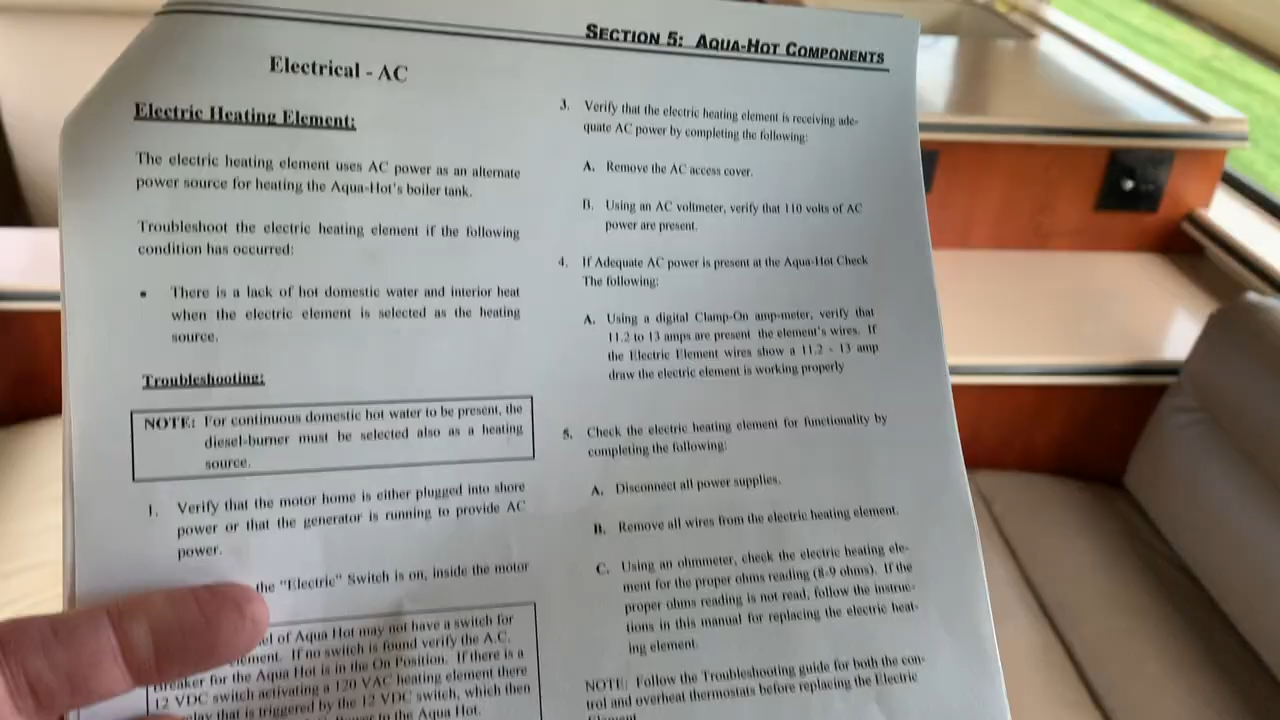 SECTION 5: AQUA-HOT COMPONENTS
Electrical - AC
Electric Heating Element:
The electric heating element uses AC power as an alternate
power source for heating the Aqua-Hot's boiler tank.
Troubleshoot the electric heating element if the following
condition has occurred:
• There is a lack of hot domestic water and interior heat
when the electric element is selected as the heating
source.
Troubleshooting:
NOTE: For continuous domestic hot water to be present, the
diesel-burner must be selected also as a heating
source.
1. Verify that the motor home is either plugged into shore
power or that the generator is running to provide AC
power.
the "Electric" Switch is on, inside the motor
of Aqua Hot may not have a switch for
If no switch is found verify the A.C.
breaker for the Aqua Hot is in the On Position. If there is a
12 VDC switch activating a 120 VAC heating element there
that is triggered by the 12 VDC switch, which then
to the Aqua Hot.
3. Verify that the electric heating element is receiving ade-
quate AC power by completing the following:
A. Remove the AC access cover.
B. Using an AC voltmeter, verify that 110 volts of AC
power are present.
4. If Adequate AC power is present at the Aqua-Hot Check
The following:
A. Using a digital Clamp-On amp-meter, verify that
11.2 to 13 amps are present the element's wires. If
the Electric Element wires show a 11.2 - 13 amp
draw the electric element is working properly
5. Check the electric heating element for functionality by
completing the following:
A. Disconnect all power supplies.
B. Remove all wires from the electric heating element.
C. Using an ohmmeter, check the electric heating ele-
ment for the proper ohms reading (8-9 ohms). If the
proper ohms reading is not read, follow the instruc-
tions in this manual for replacing the electric heat-
ing element.
NOTE: Follow the Troubleshooting guide for both the con-
trol and overheat thermostats before replacing the Electric
Element